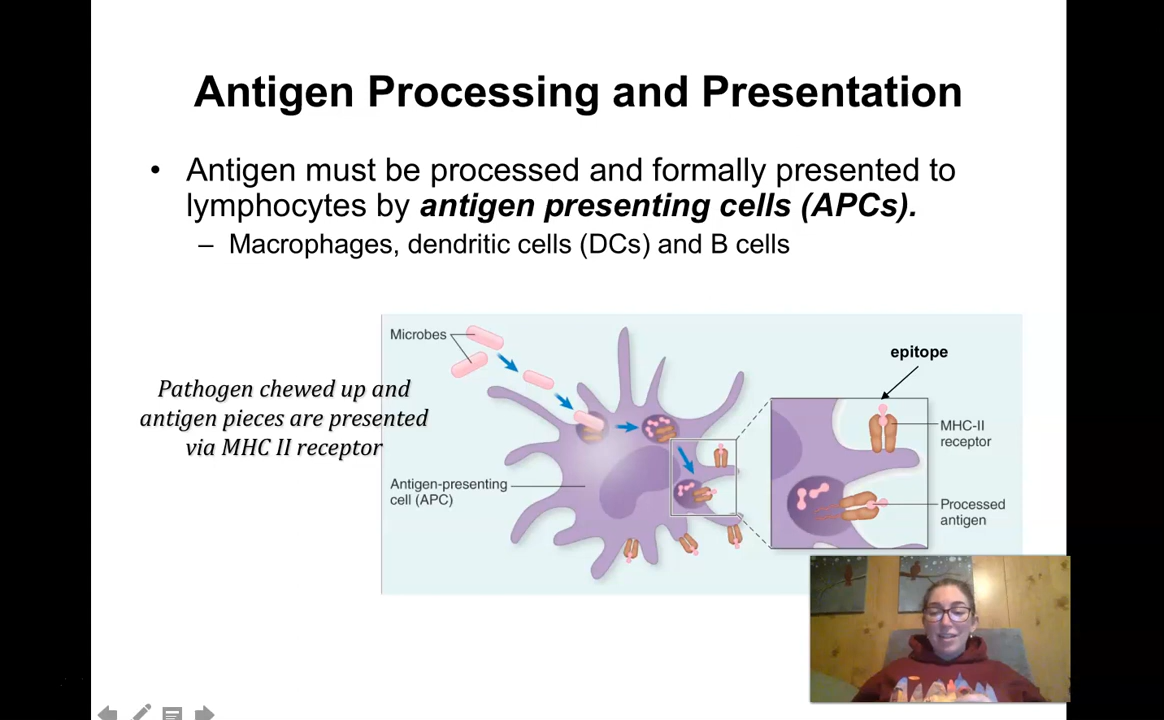 Antigen Processing and Presentation
• Antigen must be processed and formally presented to
lymphocytes by antigen presenting cells (APCs).
– Macrophages, dendritic cells (DCs) and B cells
Microbes
epitope
Pathogen chewed up and
antigen pieces are presented
via MHC II receptor
MHC-II
receptor
Antigen-presenting
cell (APC)
Processed
antigen